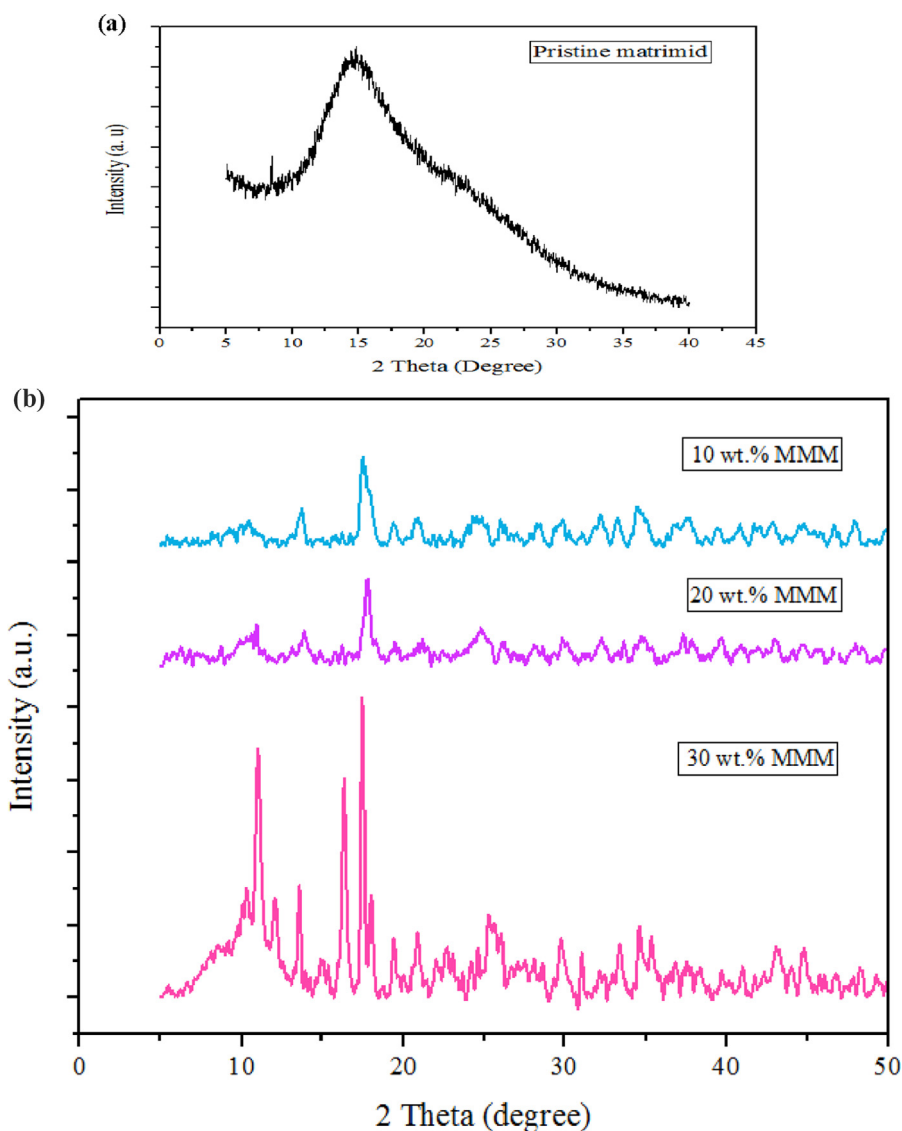 (a)
Pristine matrimid
Intensity (a. u)
0 5 10 15 20 25 30 35 40 45
2 Theta (Degree)
(b)
10 wt.% MMM
20 wt.% MMM
30 wt.% MMM
Intensity (a.u.)
0 10 20 30 40 50
2 Theta (degree)